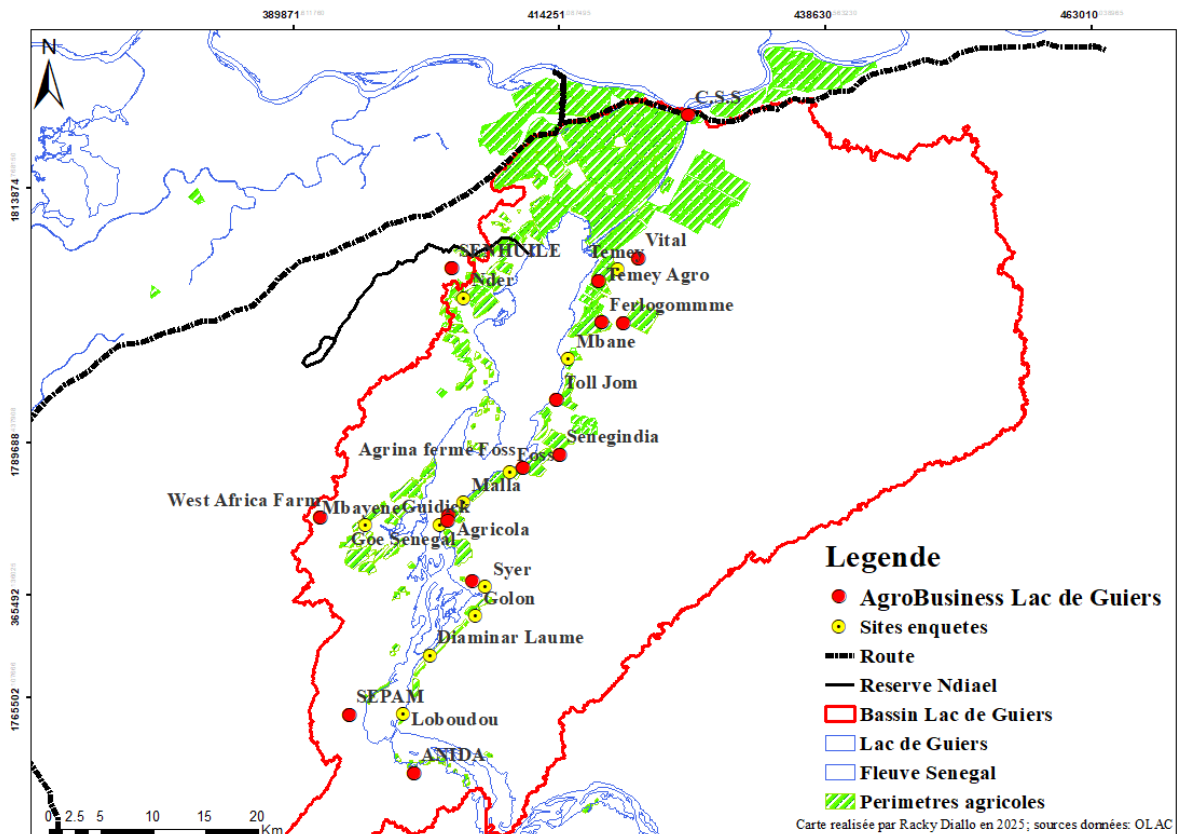 389871
414251
438630
463010
N
C.S.S
1813874
Vital
Temey
SENHUILE
Temey Agro
Nder
Ferlogommme
Mbane
Toll Jom
Senegindia
1789688
Agrina ferme Foss
Foss
Malla
West Africa Farm
Mbayene
Guidick
Agricola
Goe Senegal
Syer
Golon
365432
Diaminar Laume
SEPAM
1765502
Loboudou
ANIDA
Legende
AgroBusiness Lac de Guiers
Sites enquetes
Route
Reserve Ndiael
Bassin Lac de Guiers
Lac de Guiers
Fleuve Senegal
Perimetres agricoles
0 2.5 5 10 15 20
Km
Carte realisée par Racky Diallo en 2025; sources données: OLAC